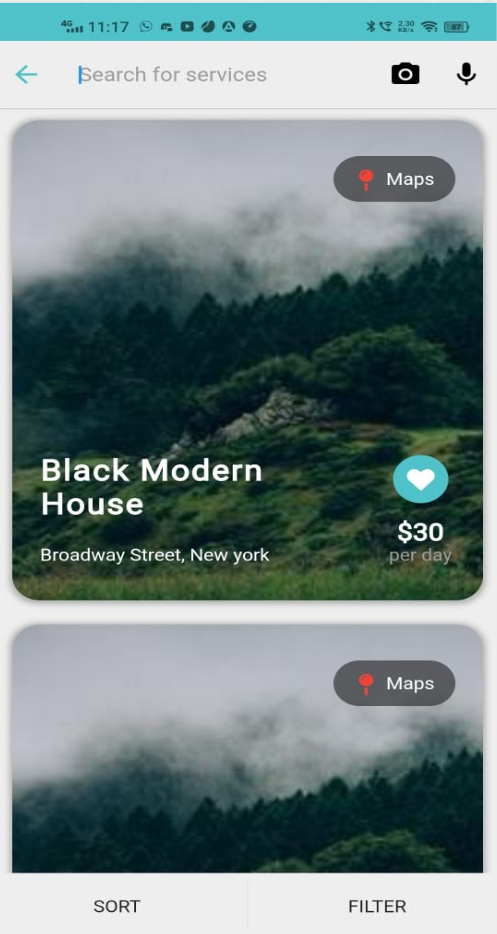 4G 11:17 2.30 KB/s 87
Search for services
Maps
Black Modern
House
$30
Broadway Street, New york
per day
Maps
SORT
FILTER